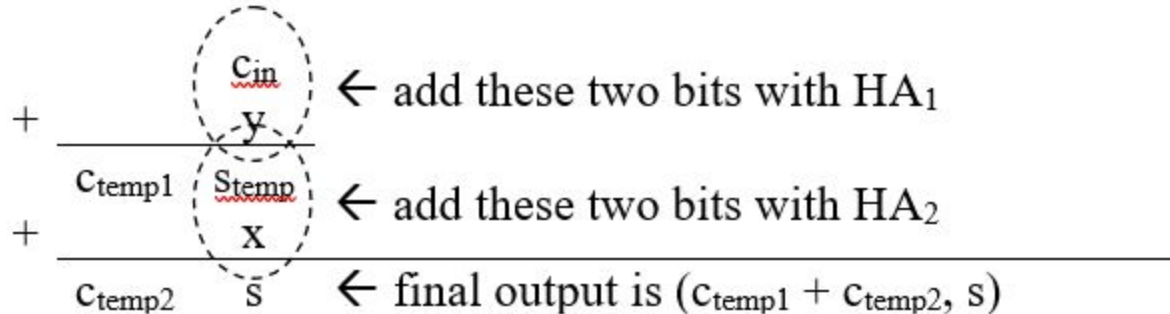 c_in ← add these two bits with HA₁
+ y
c_temp1 s_temp ← add these two bits with HA₂
+ x
c_temp2 s ← final output is (c_temp1 + c_temp2, s)